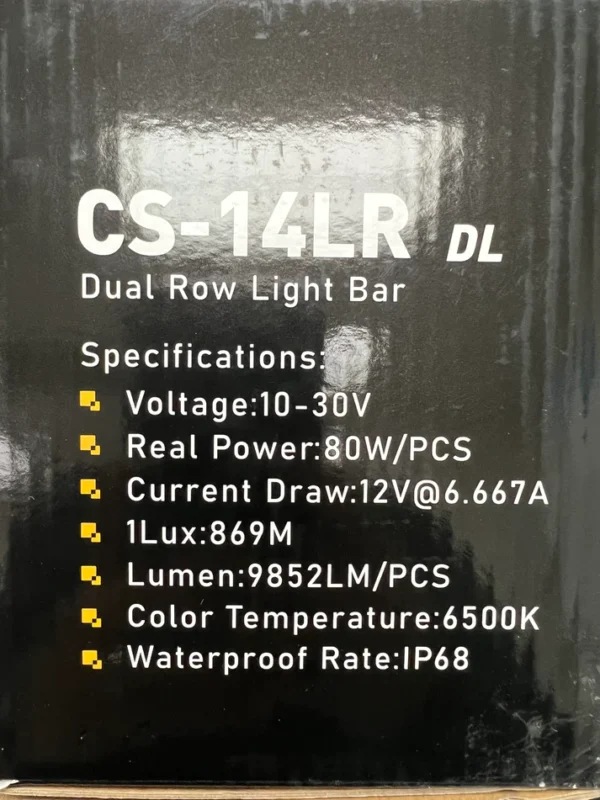 CS-14LR DL
Dual Row Light Bar
Specifications:
Voltage:10-30V
Real Power:80W/PCS
Current Draw:12V@6.667A
1Lux:869M
Lumen:9852LM/PCS
Color Temperature:6500K
Waterproof Rate:IP68